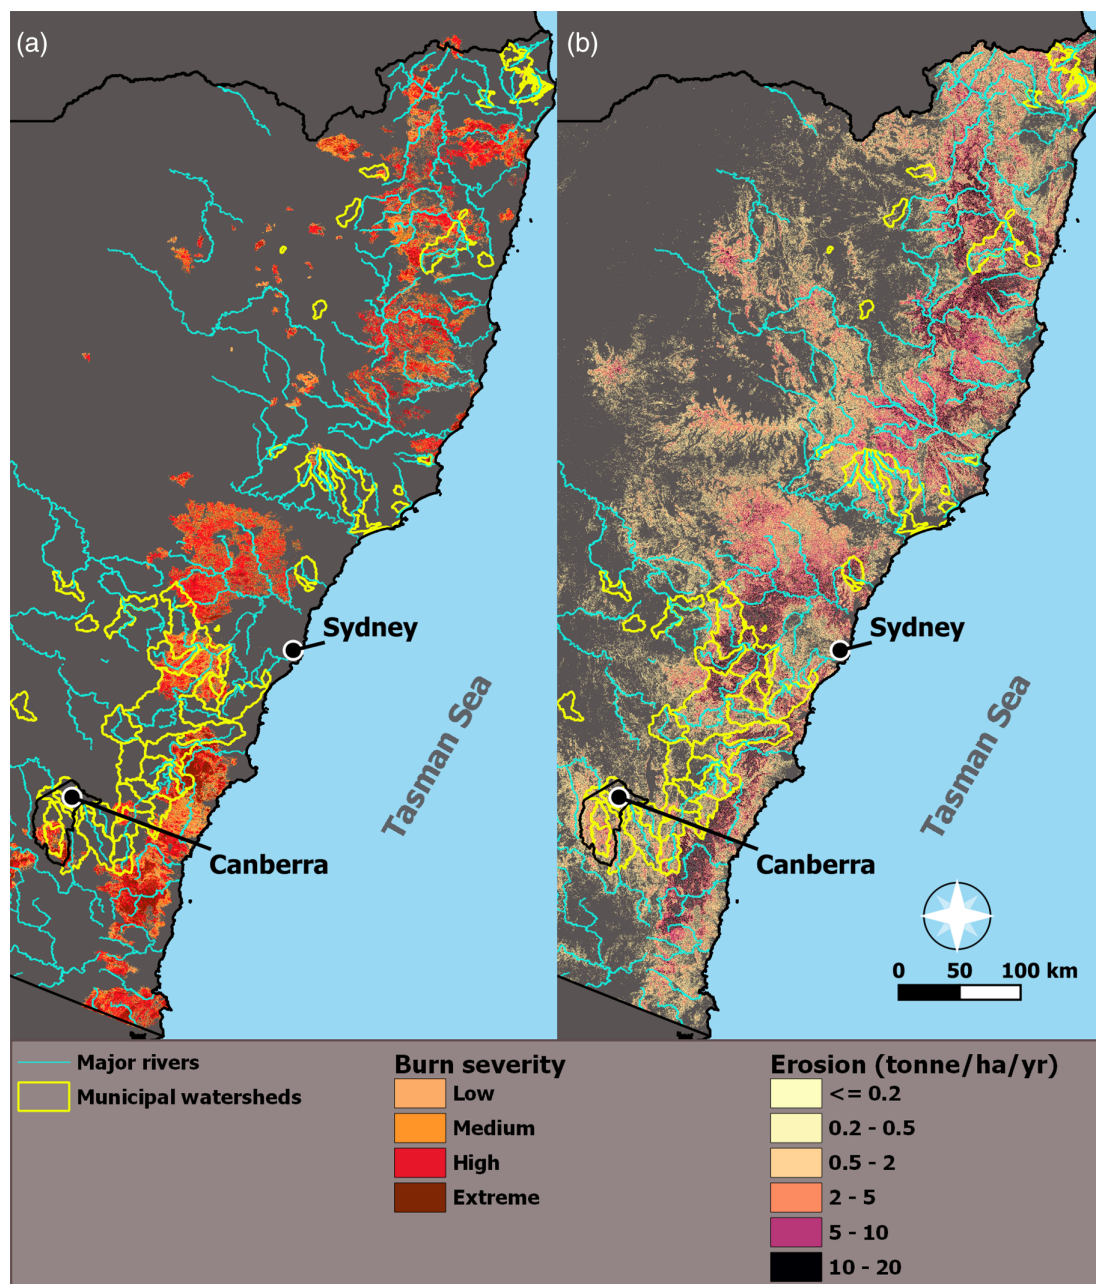 (a)
(b)
Sydney
Sydney
Tasman Sea
Tasman Sea
Canberra
Canberra
0 50 100 km
Major rivers
Municipal watersheds
Burn severity
Low
Medium
High
Extreme
Erosion (tonne/ha/yr)
<= 0.2
0.2 - 0.5
0.5 - 2
2 - 5
5 - 10
10 - 20